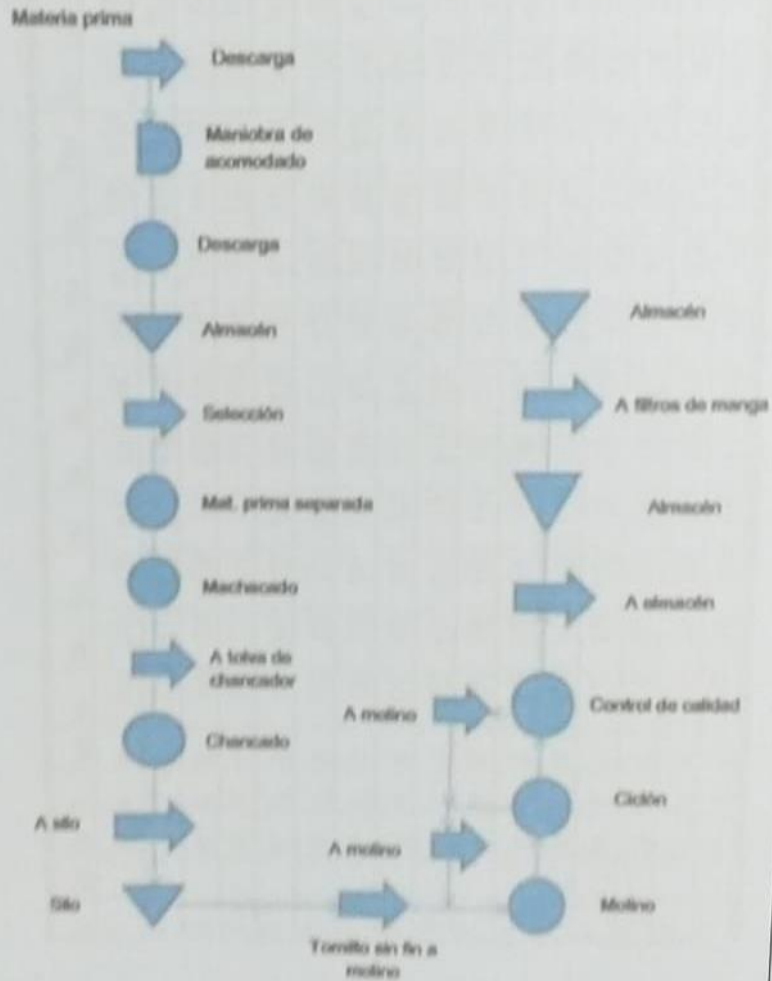 Materia prima
Descarga
Maniobra de
acomodado
Descarga
Almacén
Selección
Mat. prima separada
Machacado
A tolva de
chancador
Chancado
A silo
Silo
Tornillo sin fin a
molino
A molino
A molino
Almacén
A filtros de manga
Almacén
A almacén
Control de calidad
Ciclón
Molino